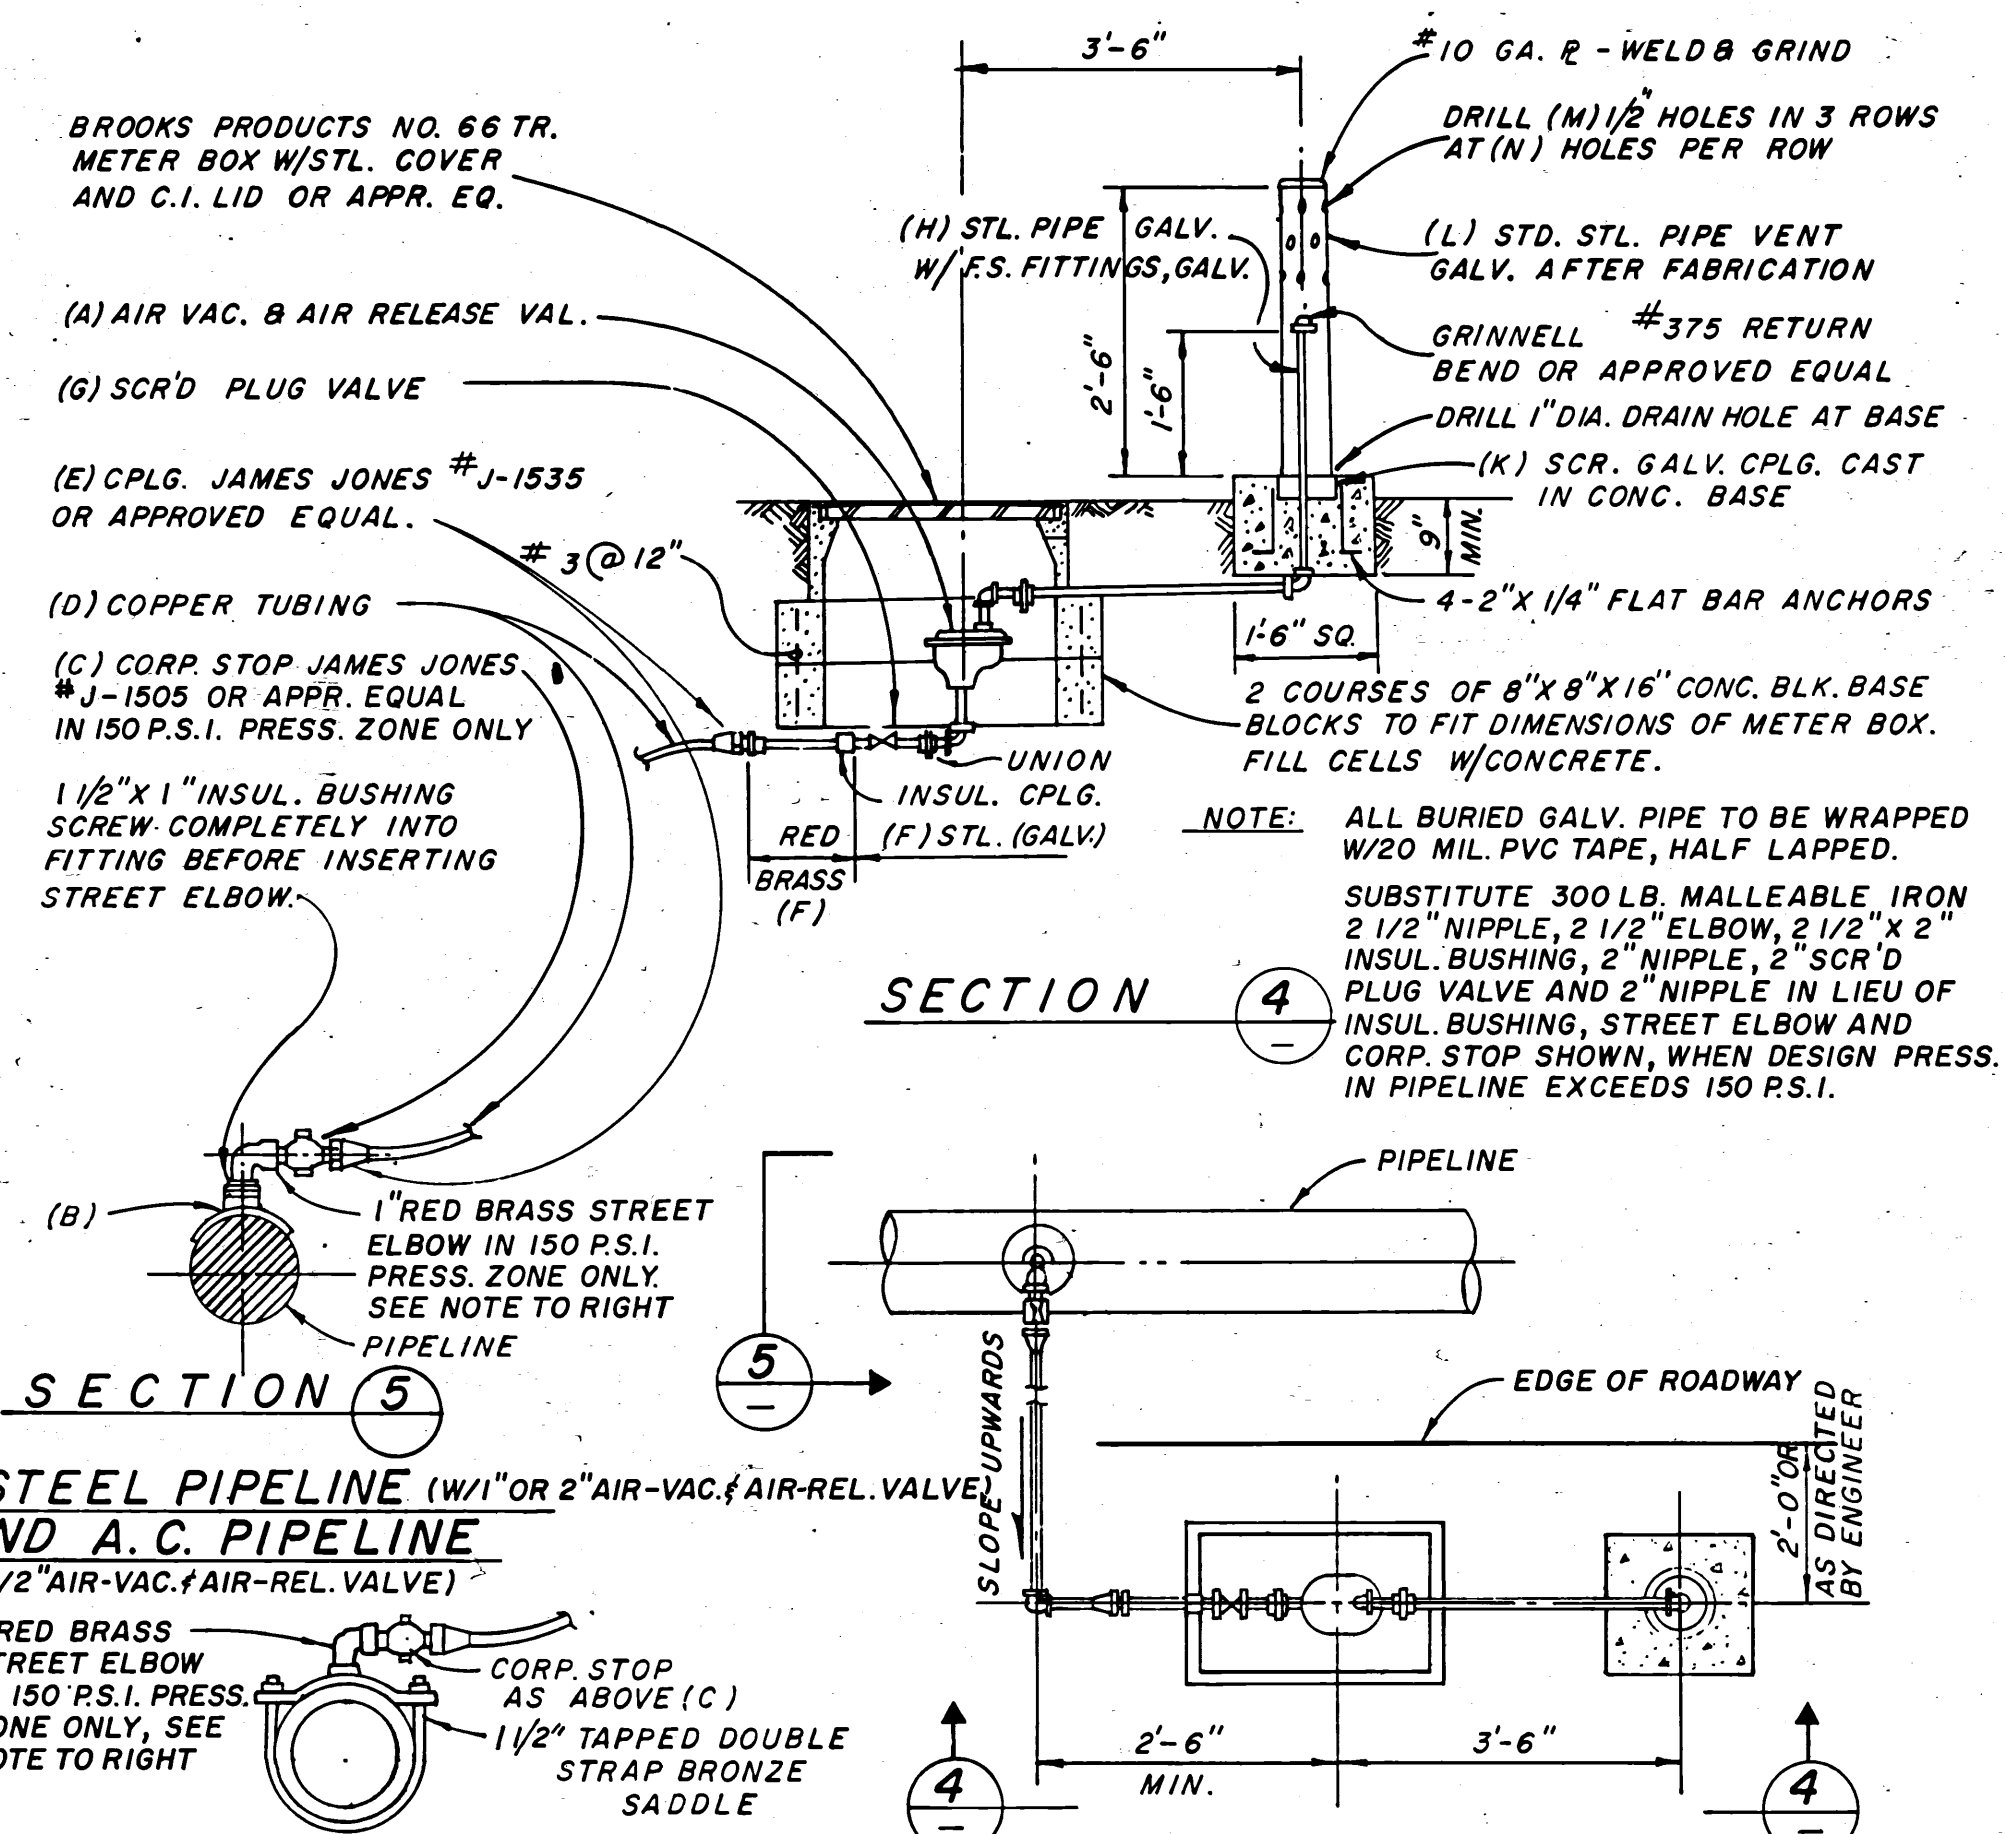 BROOKS PRODUCTS NO. 66 TR.
METER BOX W/STL. COVER
AND C.I. LID OR APPR. EQ.
(A) AIR VAC. & AIR RELEASE VAL.
(G) SCR'D PLUG VALVE
(E) CPLG. JAMES JONES #J-1535
OR APPROVED EQUAL.
# 3 @ 12"
(D) COPPER TUBING
(C) CORP. STOP JAMES JONES
#J-1505 OR APPR. EQUAL
IN 150 P.S.I. PRESS. ZONE ONLY
1 1/2" X 1" INSUL. BUSHING
SCREW COMPLETELY INTO
FITTING BEFORE INSERTING
STREET ELBOW.
3'-6"
#10 GA. ℞ - WELD & GRIND
DRILL (M) 1/2" HOLES IN 3 ROWS
AT (N) HOLES PER ROW
(H) STL. PIPE GALV.
W/ F.S. FITTINGS, GALV.
(L) STD. STL. PIPE VENT
GALV. AFTER FABRICATION
2'-6"
1'-6"
GRINNELL #375 RETURN
BEND OR APPROVED EQUAL
DRILL 1" DIA. DRAIN HOLE AT BASE
(K) SCR. GALV. CPLG. CAST
IN CONC. BASE
9"
MIN.
4-2" X 1/4" FLAT BAR ANCHORS
1'-6" SQ.
2 COURSES OF 8" X 8" X 16" CONC. BLK. BASE
BLOCKS TO FIT DIMENSIONS OF METER BOX.
FILL CELLS W/CONCRETE.
UNION
INSUL. CPLG.
RED
BRASS
(F)
(F) STL. (GALV.)
NOTE: ALL BURIED GALV. PIPE TO BE WRAPPED
W/20 MIL. PVC TAPE, HALF LAPPED.
SUBSTITUTE 300 LB. MALLEABLE IRON
2 1/2" NIPPLE, 2 1/2" ELBOW, 2 1/2" X 2"
INSUL. BUSHING, 2" NIPPLE, 2" SCR'D
PLUG VALVE AND 2" NIPPLE IN LIEU OF
INSUL. BUSHING, STREET ELBOW AND
CORP. STOP SHOWN, WHEN DESIGN PRESS.
IN PIPELINE EXCEEDS 150 P.S.I.
SECTION 4
–
(B)
1" RED BRASS STREET
ELBOW IN 150 P.S.I.
PRESS. ZONE ONLY.
SEE NOTE TO RIGHT
PIPELINE
SECTION 5
STEEL PIPELINE (W/1" OR 2" AIR-VAC. & AIR-REL. VALVE)
ND A.C. PIPELINE
/2" AIR-VAC. & AIR-REL. VALVE)
RED BRASS
TREET ELBOW
150 P.S.I. PRESS.
ONE ONLY, SEE
OTE TO RIGHT
CORP. STOP
AS ABOVE (C)
1 1/2" TAPPED DOUBLE
STRAP BRONZE
SADDLE
PIPELINE
5
–
SLOPE UPWARDS
EDGE OF ROADWAY
2'-0" OR
AS DIRECTED
BY ENGINEER
2'-6"
MIN.
3'-6"
4
–
4
–